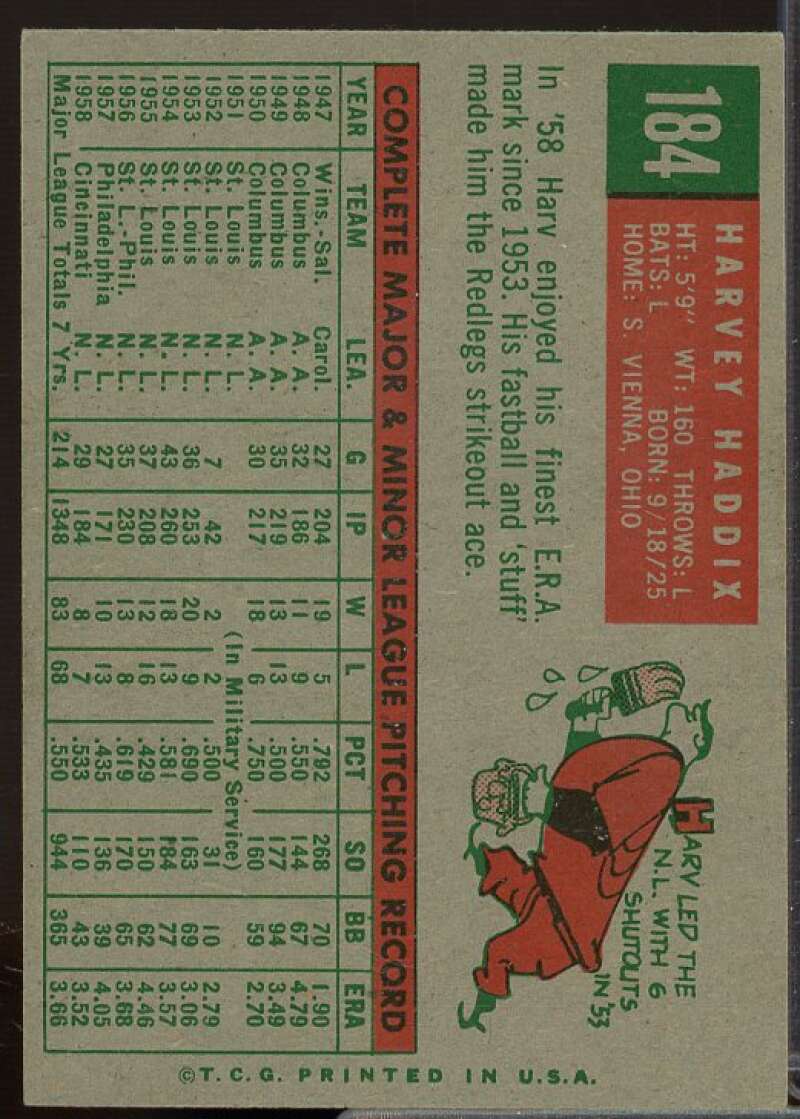 184
HARVEY HADDIX
HT: 5'9" WT: 160 THROWS: L
BATS: L BORN: 9/18/25
HOME: S. VIENNA, OHIO
In '58 Harv enjoyed his finest E.R.A.
mark since 1953. His fastball and 'stuff'
made him the Redlegs strikeout ace.
HARV LED THE
N.L. WITH 6
SHUTOUTS
IN '53
COMPLETE MAJOR & MINOR LEAGUE PITCHING RECORD
YEAR TEAM LEA. G IP W L PCT SO BB ERA
1947 Wins.-Sal. Carol. 27 204 19 5 .792 268 70 1.90
1948 Columbus A. A. 32 186 11 9 .550 144 67 4.79
1949 Columbus A. A. 35 219 13 13 .500 177 94 3.49
1950 Columbus A. A. 30 217 18 6 .750 160 59 2.70
1951 St. Louis N. L. (In Military Service)
1952 St. Louis N. L. 7 42 2 2 .500 31 10 2.79
1953 St. Louis N. L. 36 253 20 9 .690 163 69 3.06
1954 St. Louis N. L. 43 260 18 13 .581 184 77 3.57
1955 St. Louis N. L. 37 208 12 16 .429 150 62 4.46
1956 St. L.-Phil. N. L. 35 230 13 8 .619 170 65 3.68
1957 Philadelphia N. L. 27 171 10 13 .435 136 39 4.05
1958 Cincinnati N. L. 29 184 8 7 .533 110 43 3.52
Major League Totals 7 Yrs. 214 1348 83 68 .550 944 365 3.66
©T. C. G. PRINTED IN U.S.A.